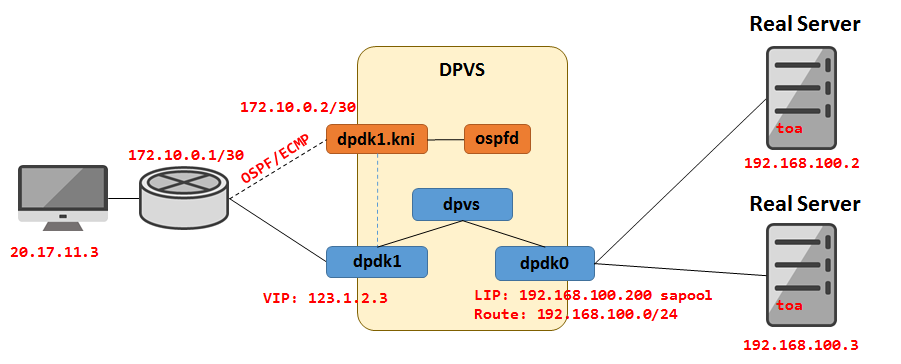 Real Server
DPVS
172.10.0.2/30
dpdk1.kni
ospfd
toa
172.10.0.1/30
OSPF/ECMP
192.168.100.2
dpvs
Real Server
20.17.11.3
dpdk1
dpdk0
VIP: 123.1.2.3
LIP: 192.168.100.200 sapool
Route: 192.168.100.0/24
toa
192.168.100.3